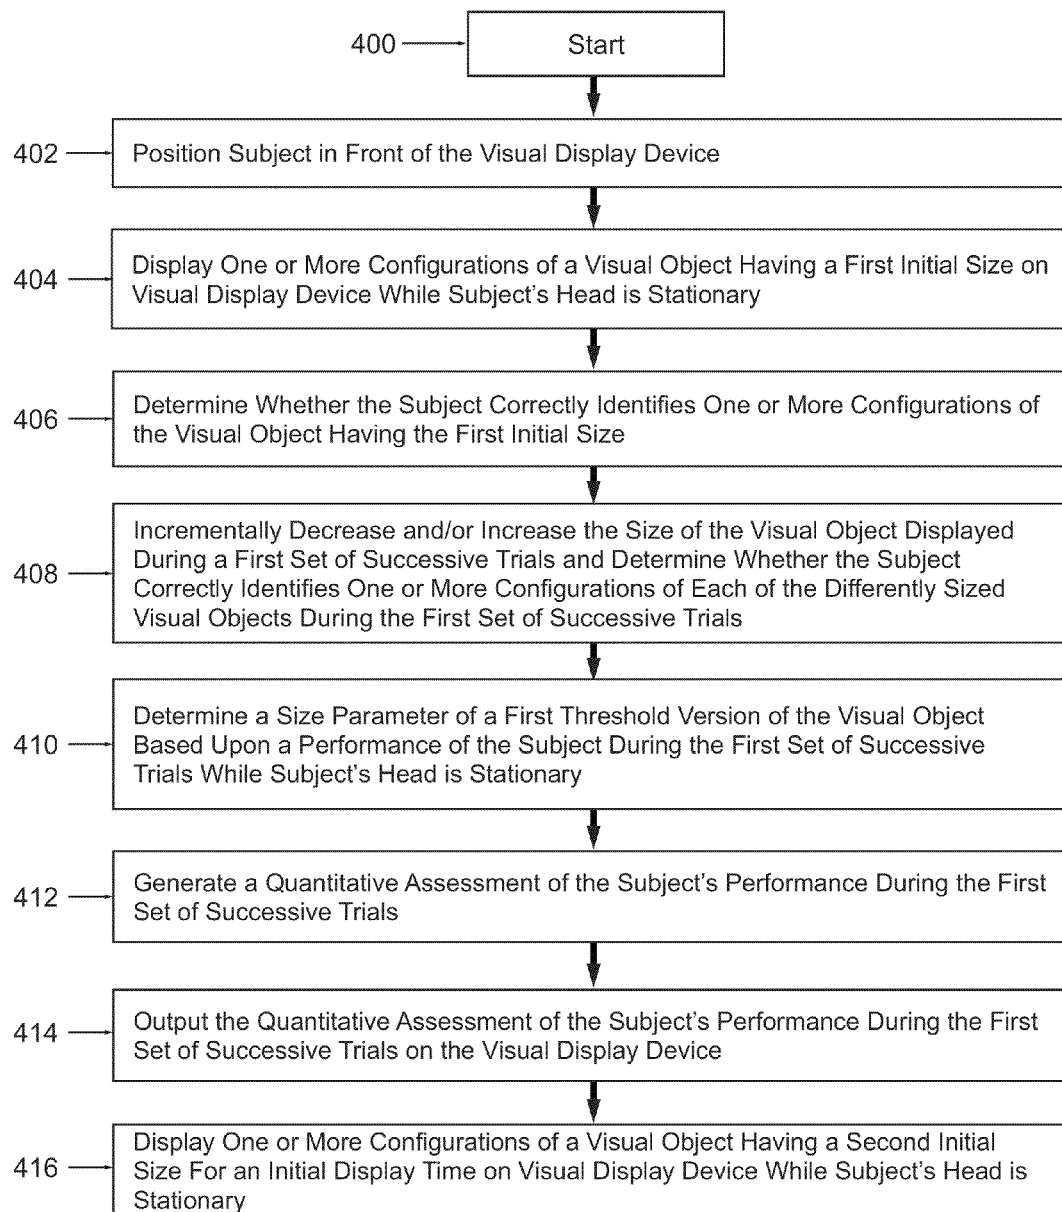 400
Start
402
Position Subject in Front of the Visual Display Device
404
Display One or More Configurations of a Visual Object Having a First Initial Size on
Visual Display Device While Subject's Head is Stationary
406
Determine Whether the Subject Correctly Identifies One or More Configurations of
the Visual Object Having the First Initial Size
408
Incrementally Decrease and/or Increase the Size of the Visual Object Displayed
During a First Set of Successive Trials and Determine Whether the Subject
Correctly Identifies One or More Configurations of Each of the Differently Sized
Visual Objects During the First Set of Successive Trials
410
Determine a Size Parameter of a First Threshold Version of the Visual Object
Based Upon a Performance of the Subject During the First Set of Successive
Trials While Subject's Head is Stationary
412
Generate a Quantitative Assessment of the Subject's Performance During the First
Set of Successive Trials
414
Output the Quantitative Assessment of the Subject's Performance During the First
Set of Successive Trials on the Visual Display Device
416
Display One or More Configurations of a Visual Object Having a Second Initial
Size For an Initial Display Time on Visual Display Device While Subject's Head is
Stationary